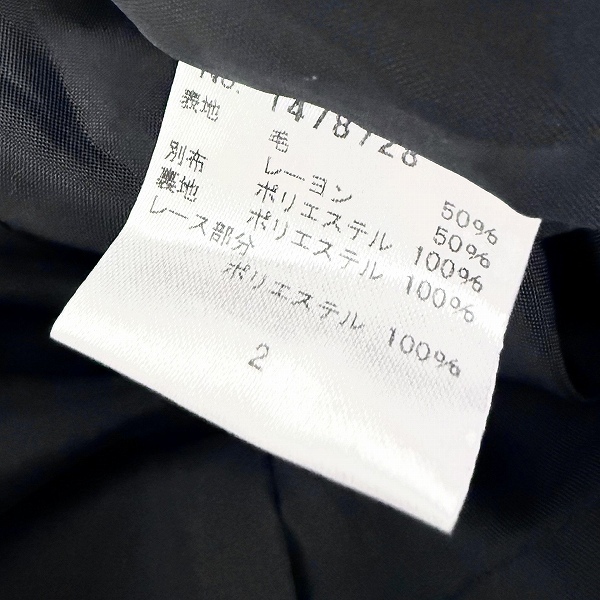 No. 1478728
表地
毛 50%
レーヨン 50%
別布 ポリエステル 100%
裏地 ポリエステル 100%
レース部分
ポリエステル 100%
2